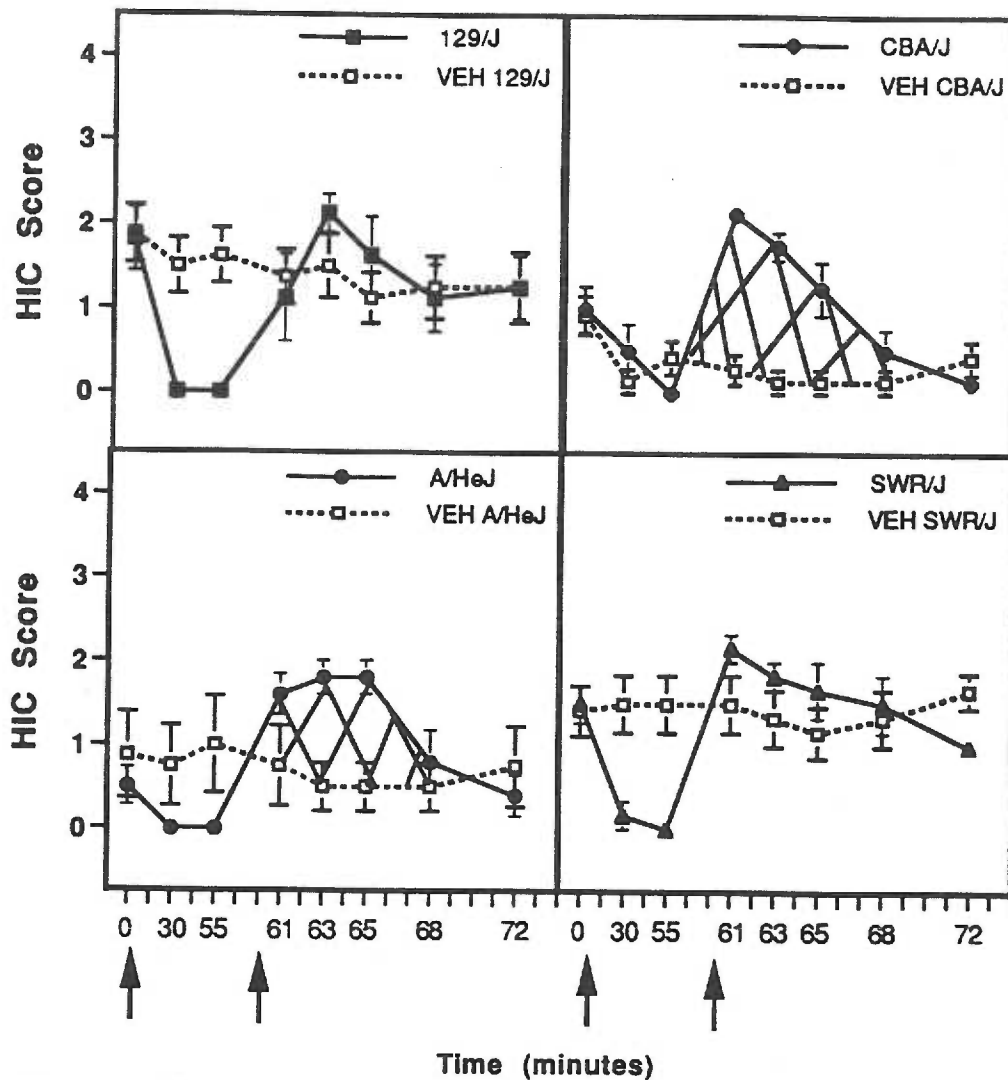 129/J
VEH 129/J
CBA/J
VEH CBA/J
4
3
2
1
0
HIC Score
A/HeJ
VEH A/HeJ
SWR/J
VEH SWR/J
4
3
2
1
0
HIC Score
0 30 55 61 63 65 68 72
0 30 55 61 63 65 68 72
Time (minutes)